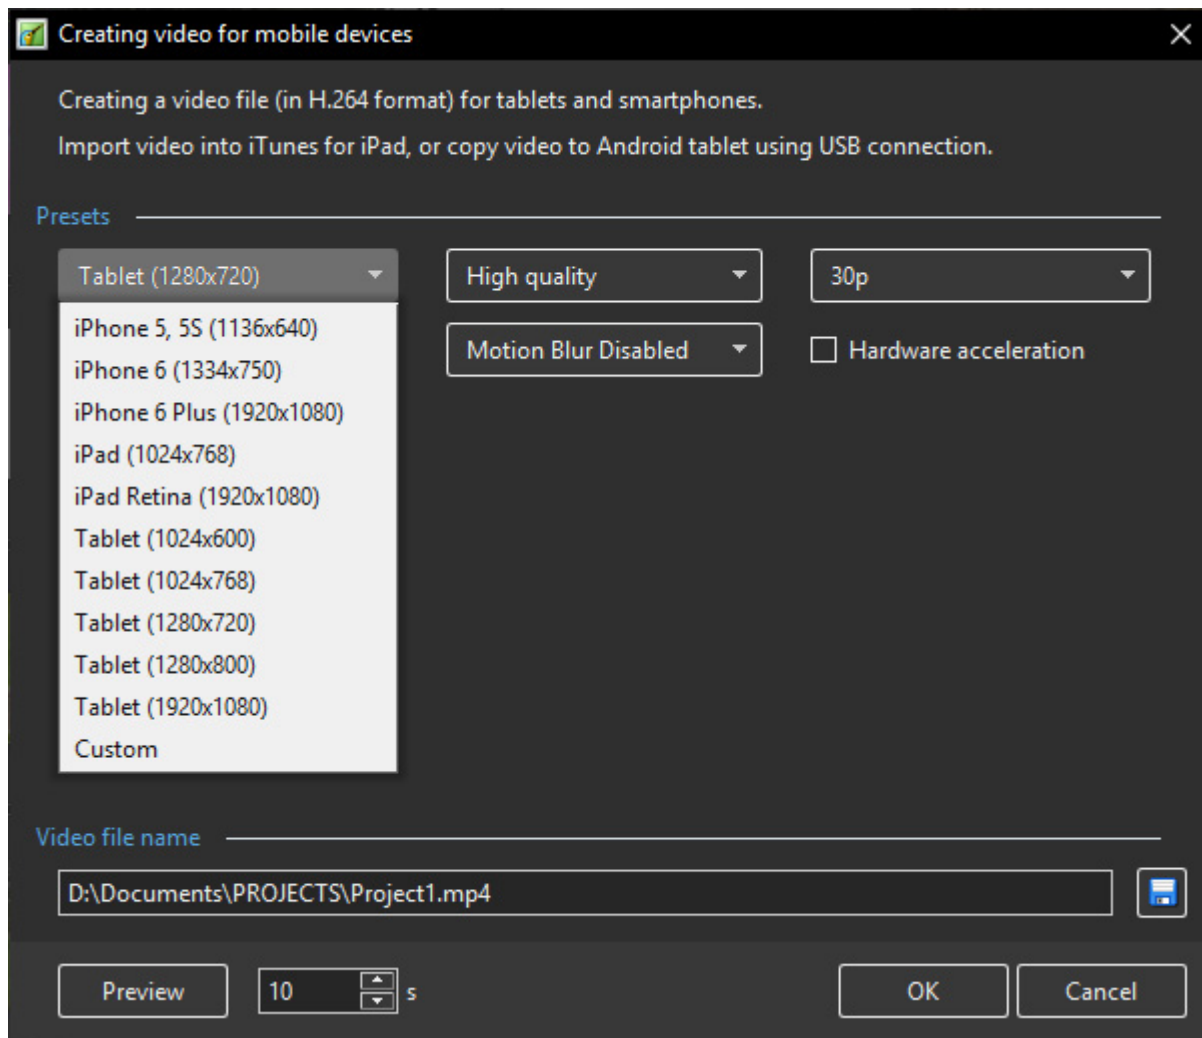 Creating video for mobile devices
Creating a video file (in H.264 format) for tablets and smartphones.
Import video into iTunes for iPad, or copy video to Android tablet using USB connection.
Presets
Tablet (1280x720)
High quality
30p
iPhone 5, 5S (1136x640)
Motion Blur Disabled
Hardware acceleration
iPhone 6 (1334x750)
iPhone 6 Plus (1920x1080)
iPad (1024x768)
iPad Retina (1920x1080)
Tablet (1024x600)
Tablet (1024x768)
Tablet (1280x720)
Tablet (1280x800)
Tablet (1920x1080)
Custom
Video file name
D:\Documents\PROJECTS\Project1.mp4
Preview
10
s
OK
Cancel